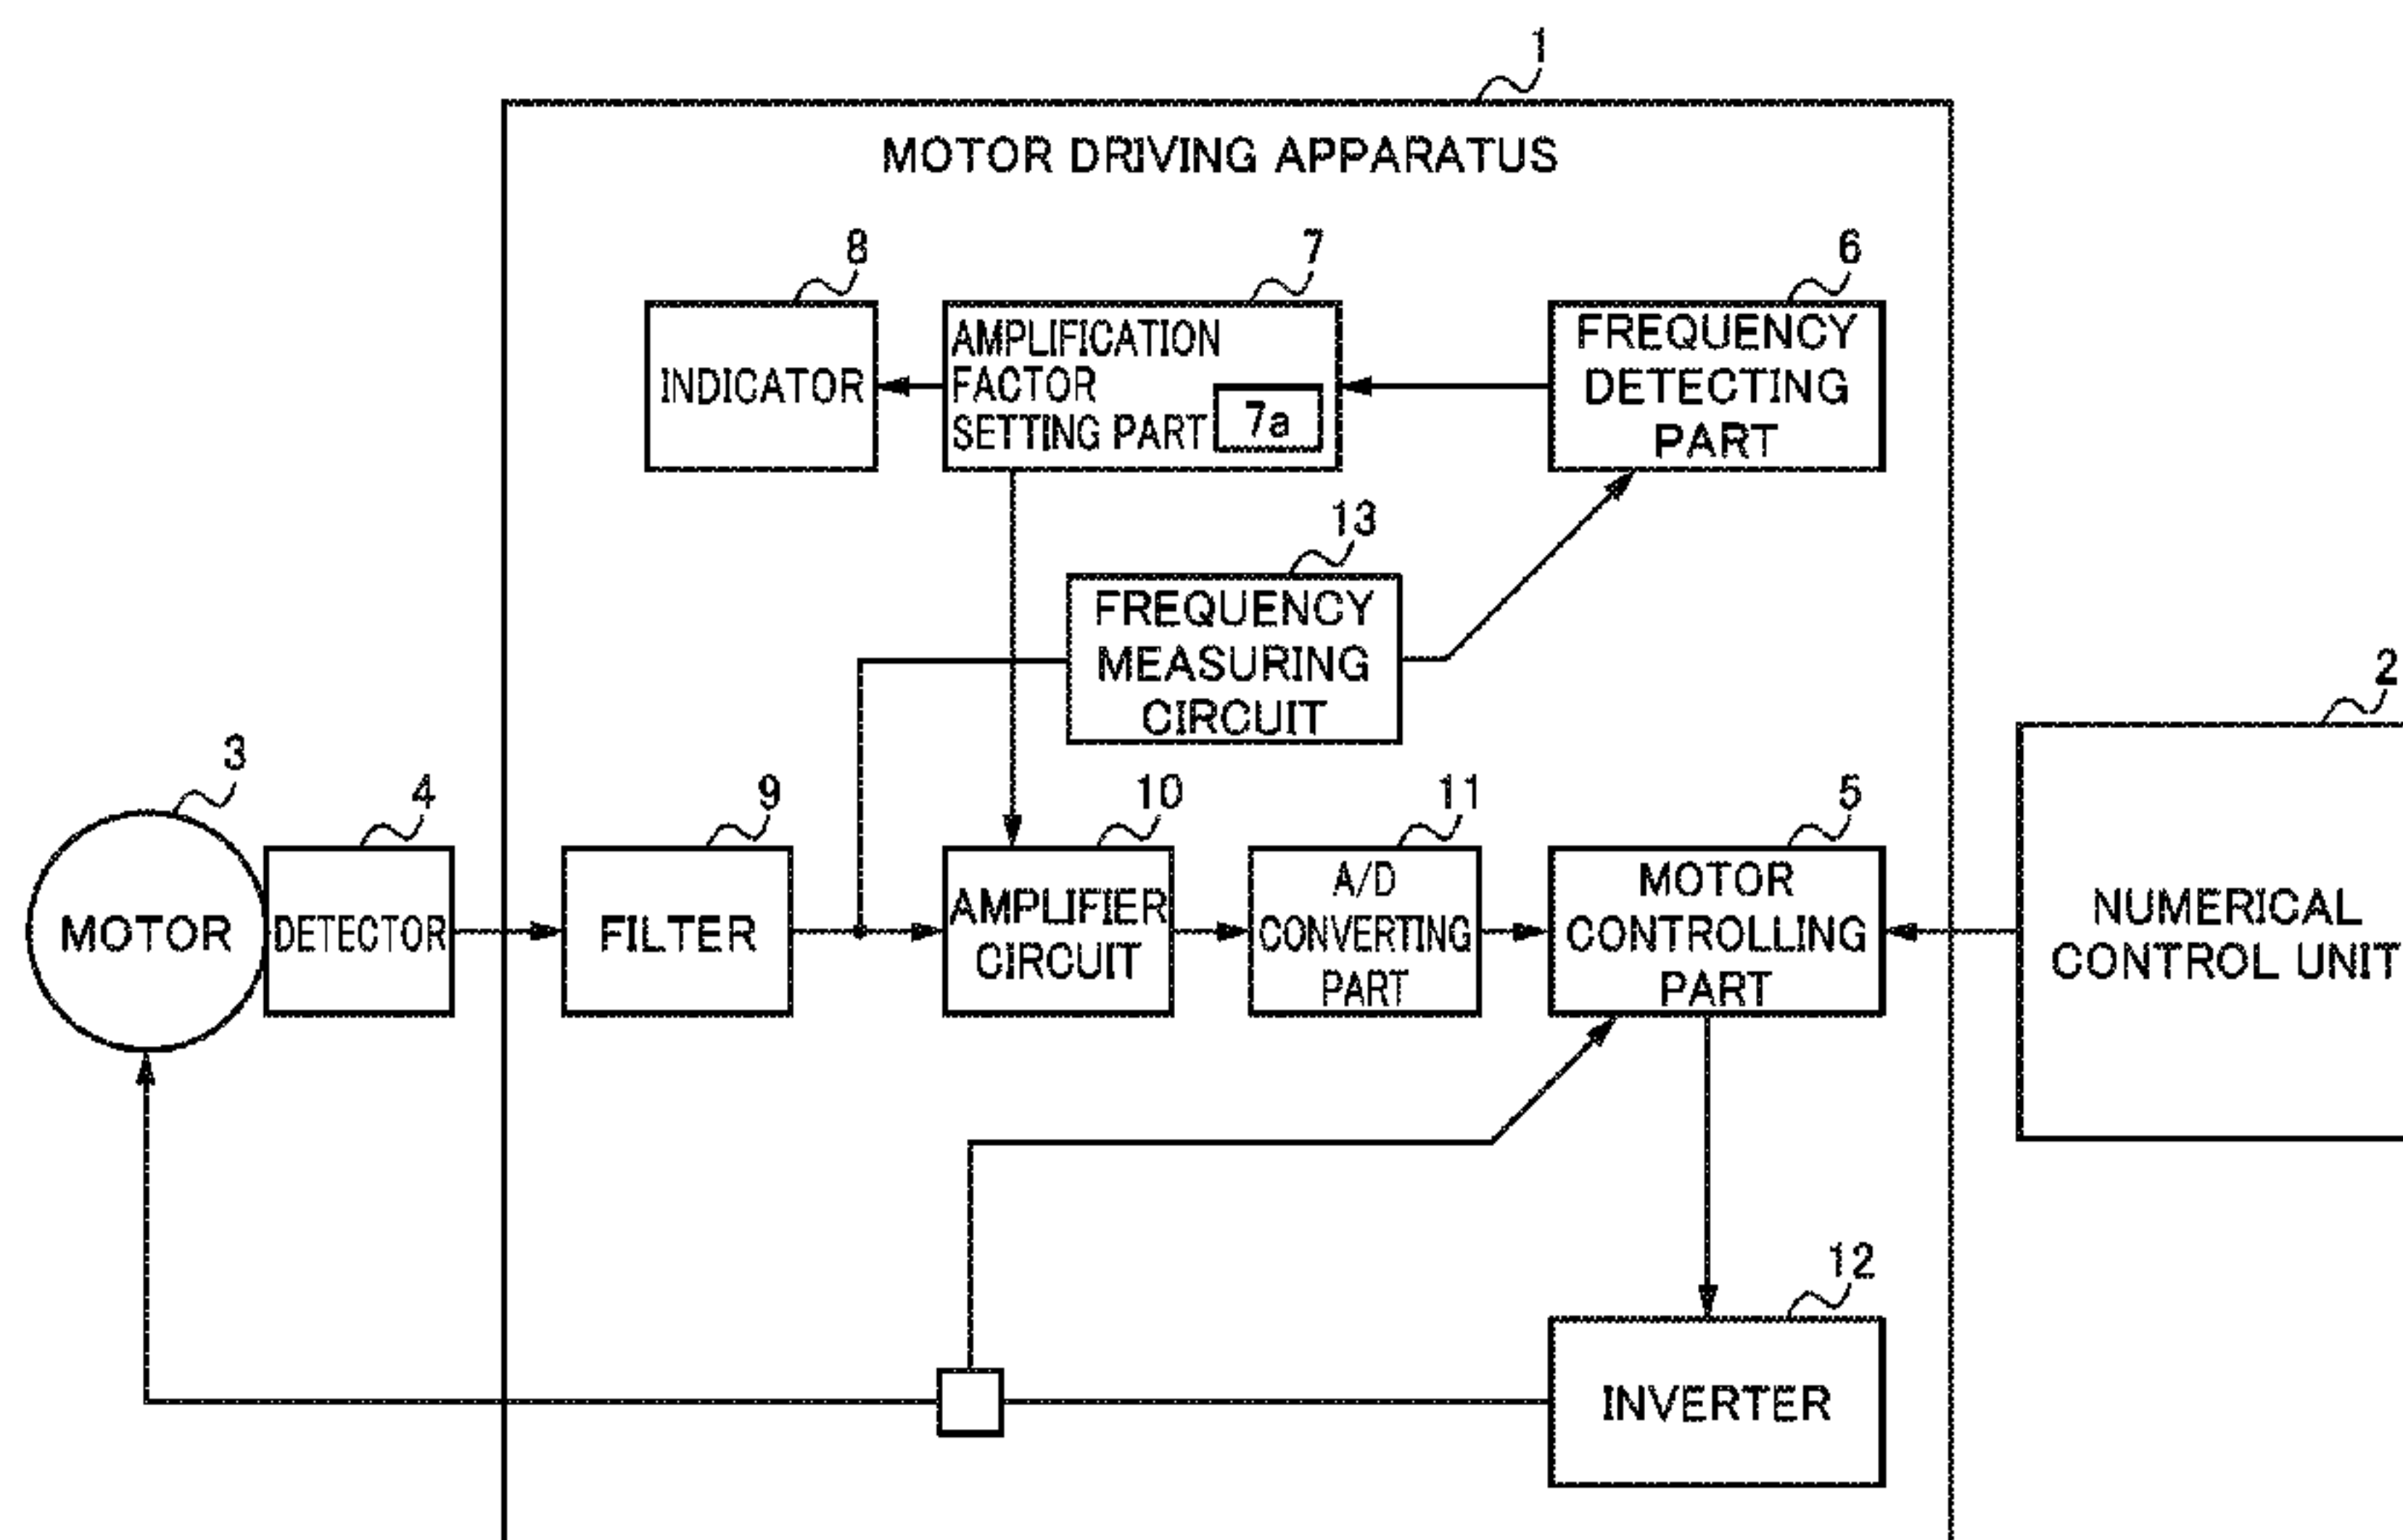 1
MOTOR DRIVING APPARATUS
8
7
6
INDICATOR
AMPLIFICATION
FACTOR
SETTING PART
7a
FREQUENCY
DETECTING
PART
13
FREQUENCY
MEASURING
CIRCUIT
2
NUMERICAL
CONTROL UNIT
3
4
9
10
11
5
MOTOR
DETECTOR
FILTER
AMPLIFIER
CIRCUIT
A/D
CONVERTING
PART
MOTOR
CONTROLLING
PART
12
INVERTER